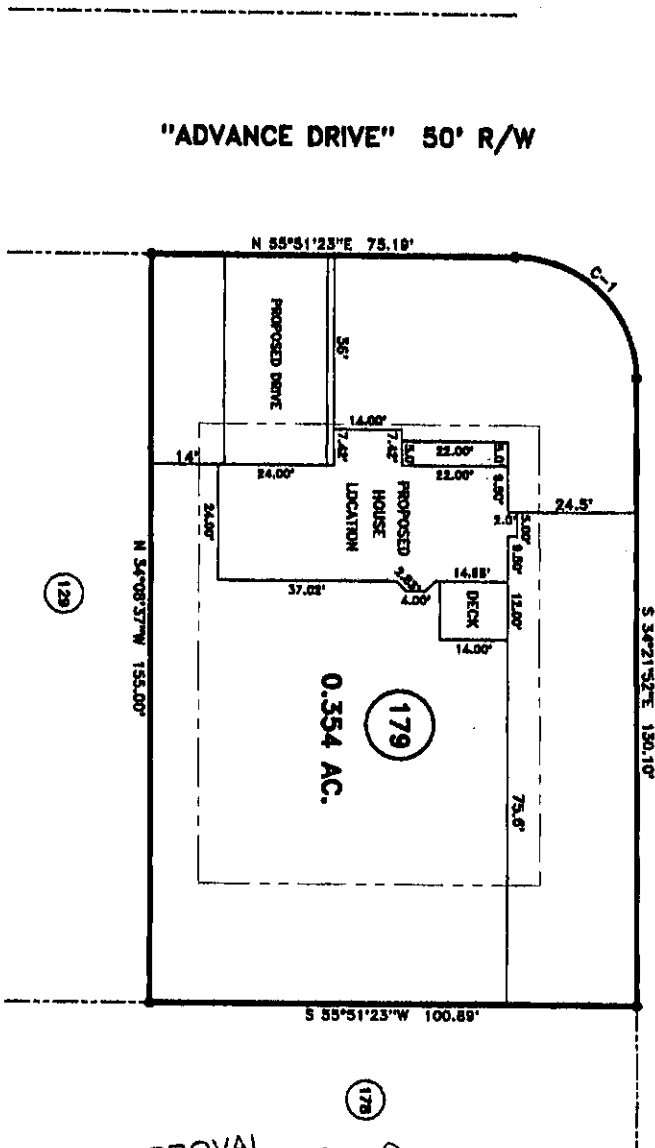 "ADVANCE DRIVE" 50' R/W
N 55°51'23"E 75.19'
C-1
PROPOSED DRIVE
36'
14.00'
7.42'
7.42'
5.0'
22.00'
5.0'
22.00'
9.50'
14'
24.00'
24.00'
PROPOSED
HOUSE
LOCATION
2.0'
5.00'
24.5'
9.50'
37.02'
4.00'
DECK
12.00'
14.00'
129
N 34°08'37"W 155.00'
S 34°21'52"E 130.10'
179
0.354 AC.
75.6'
S 55°51'23"W 100.69'
178